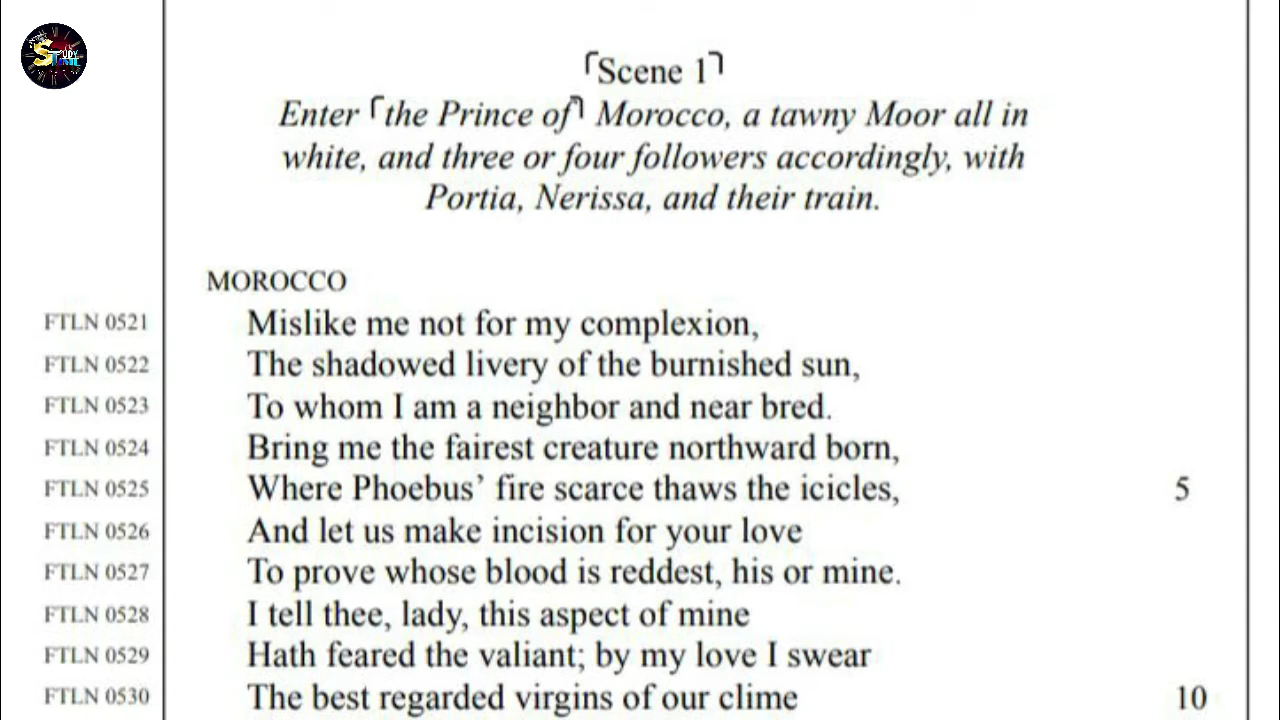 STUDY
⌜Scene 1⌝
Enter ⌜the Prince of⌝ Morocco, a tawny Moor all in
white, and three or four followers accordingly, with
Portia, Nerissa, and their train.
MOROCCO
FTLN 0521 Mislike me not for my complexion,
FTLN 0522 The shadowed livery of the burnished sun,
FTLN 0523 To whom I am a neighbor and near bred.
FTLN 0524 Bring me the fairest creature northward born,
FTLN 0525 Where Phoebus’ fire scarce thaws the icicles, 5
FTLN 0526 And let us make incision for your love
FTLN 0527 To prove whose blood is reddest, his or mine.
FTLN 0528 I tell thee, lady, this aspect of mine
FTLN 0529 Hath feared the valiant; by my love I swear
FTLN 0530 The best regarded virgins of our clime 10